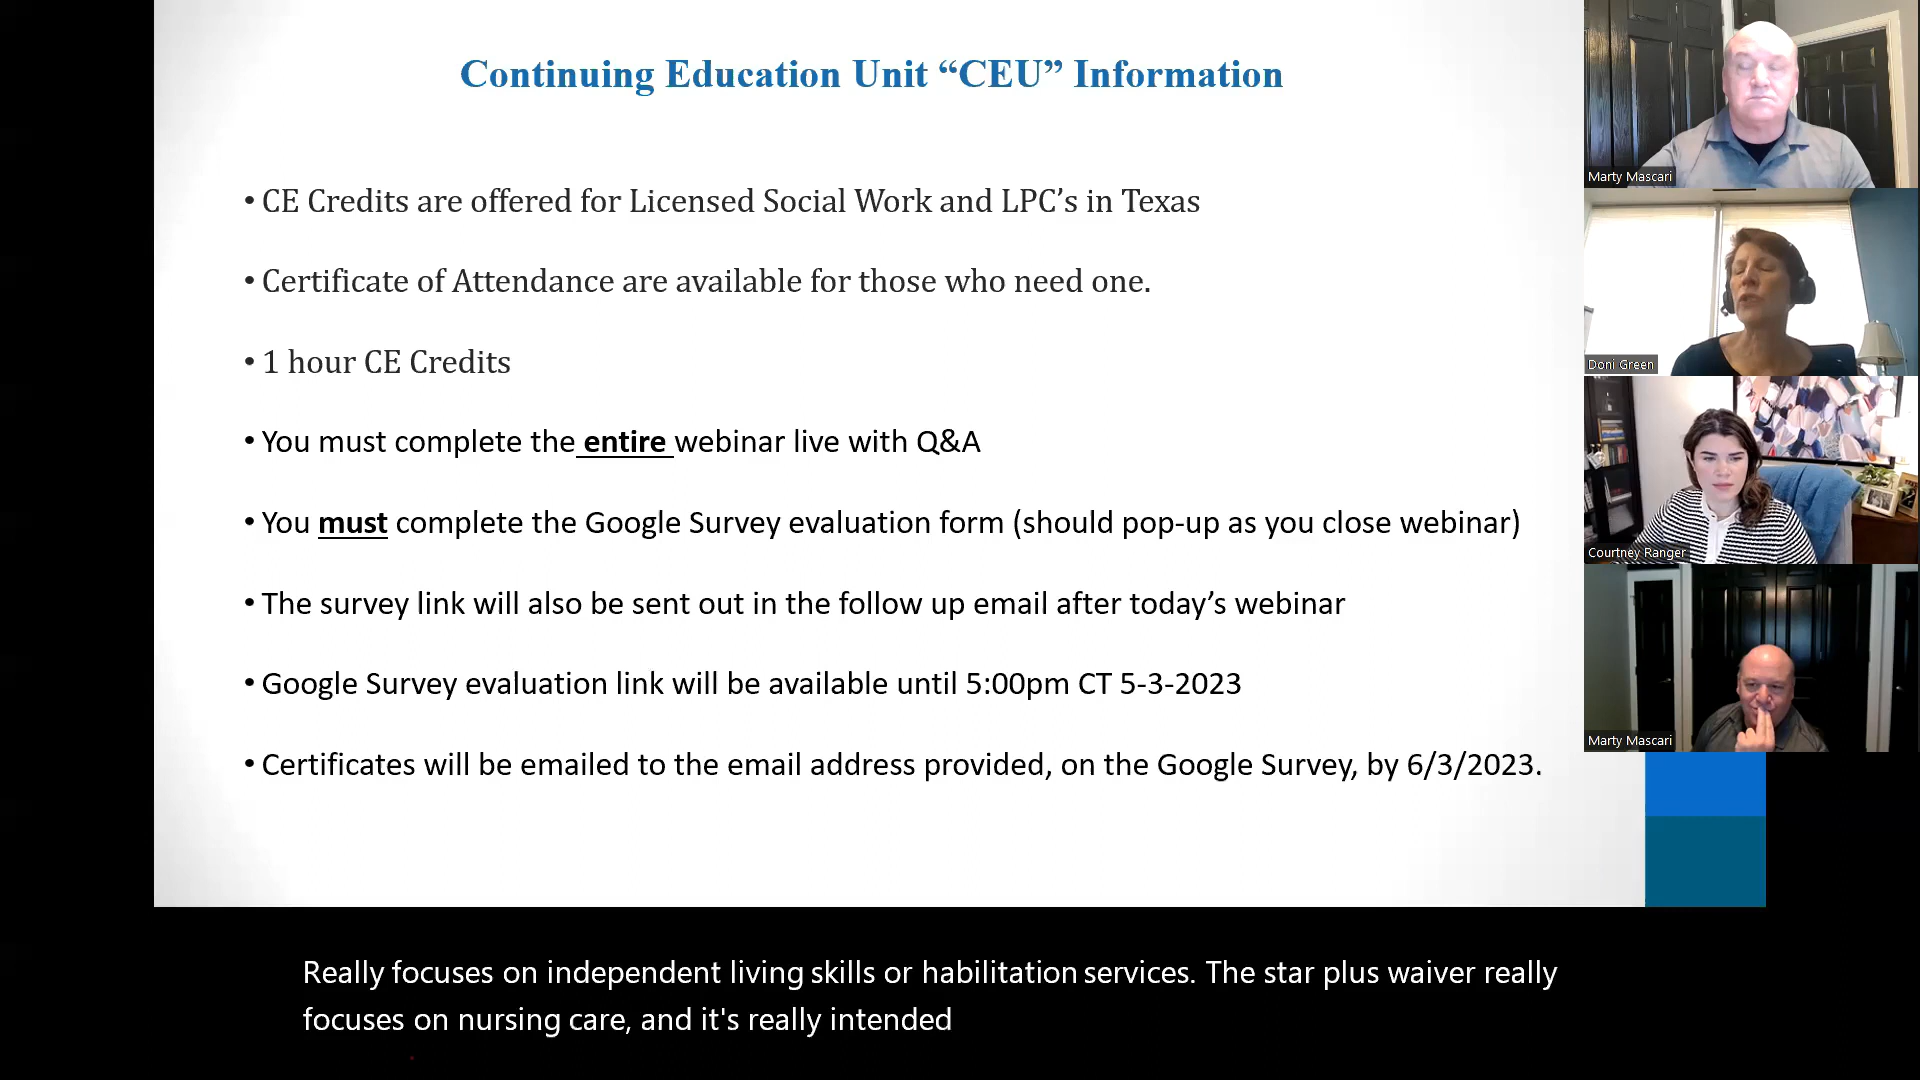 Continuing Education Unit “CEU” Information
• CE Credits are offered for Licensed Social Work and LPC’s in Texas
• Certificate of Attendance are available for those who need one.
• 1 hour CE Credits
• You must complete the entire webinar live with Q&A
• You must complete the Google Survey evaluation form (should pop-up as you close webinar)
• The survey link will also be sent out in the follow up email after today’s webinar
• Google Survey evaluation link will be available until 5:00pm CT 5-3-2023
• Certificates will be emailed to the email address provided, on the Google Survey, by 6/3/2023.
Marty Mascari
Doni Green
Courtney Ranger
Marty Mascari
Really focuses on independent living skills or habilitation services. The star plus waiver really
focuses on nursing care, and it's really intended